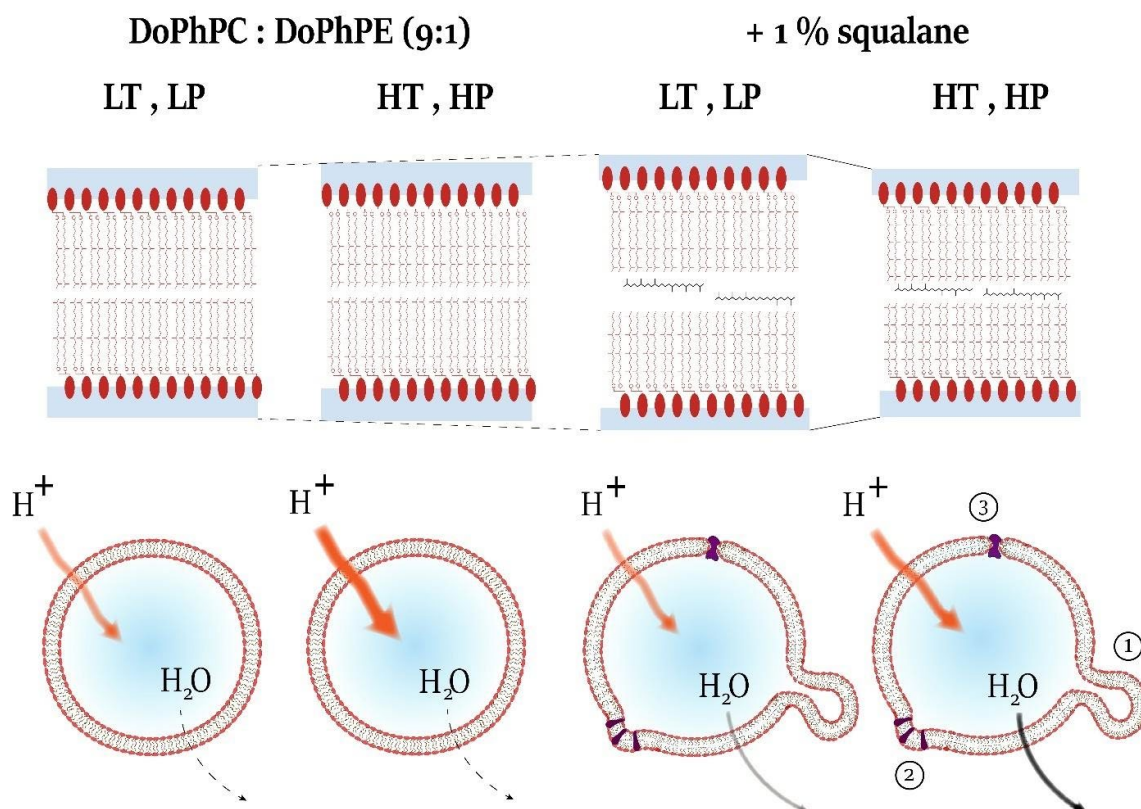 DoPhPC : DoPhPE (9:1) + 1 % squalane
LT , LP HT , HP LT , LP HT , HP
H+ H+ H+ ③ H+
①
H₂O H₂O H₂O H₂O
②